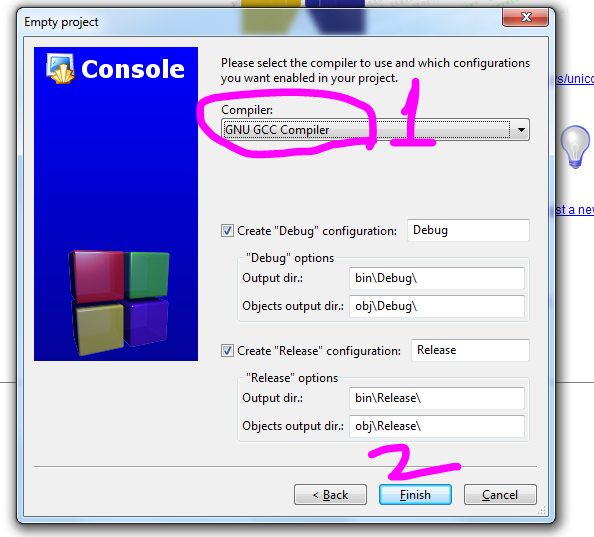 Empty project
Console
Please select the compiler to use and which configurations
you want enabled in your project.
Compiler:
GNU GCC Compiler
1
rs/unico
Create "Debug" configuration: Debug
st a new
"Debug" options
Output dir.: bin\Debug\
Objects output dir.: obj\Debug\
Create "Release" configuration: Release
"Release" options
Output dir.: bin\Release\
Objects output dir.: obj\Release\
2
< Back Finish Cancel